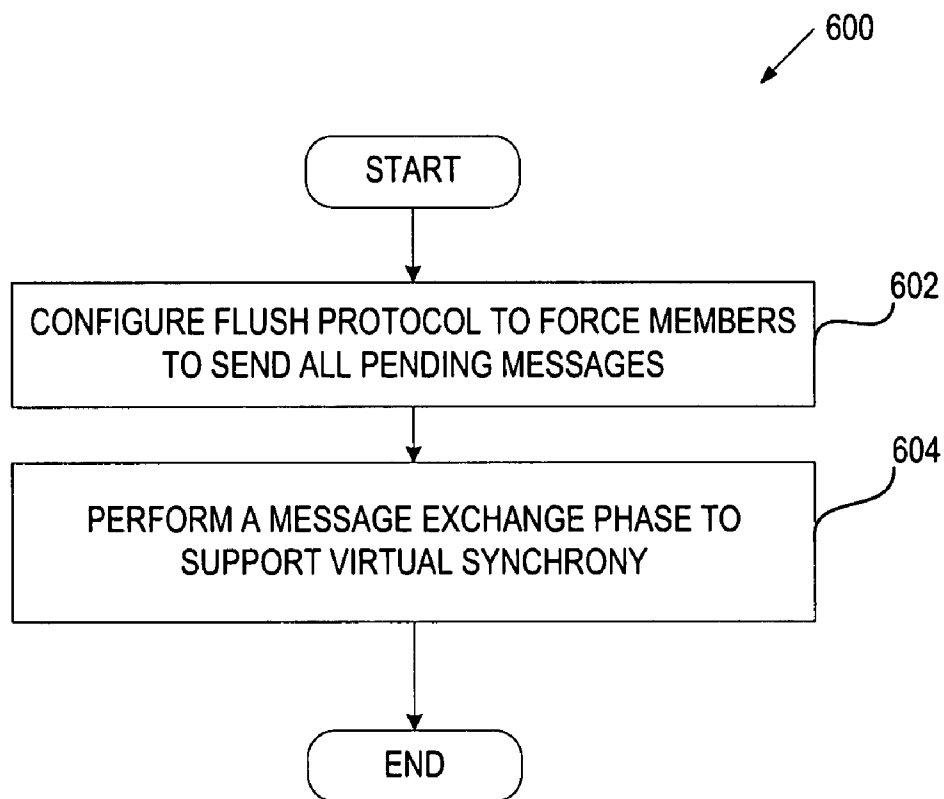 600
START
CONFIGURE FLUSH PROTOCOL TO FORCE MEMBERS
TO SEND ALL PENDING MESSAGES
602
PERFORM A MESSAGE EXCHANGE PHASE TO
SUPPORT VIRTUAL SYNCHRONY
604
END